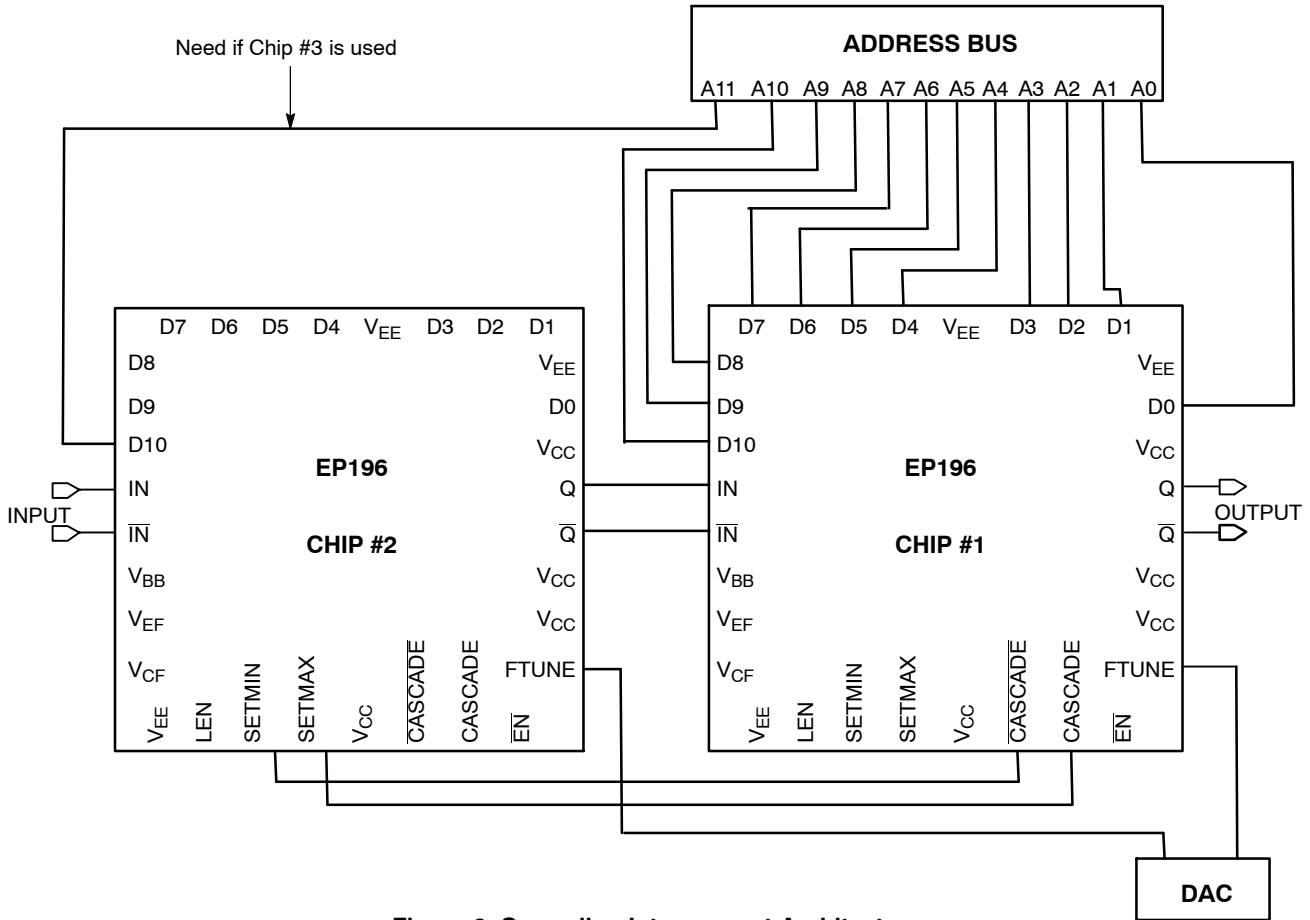 Need if Chip #3 is used
ADDRESS BUS
A11 A10 A9 A8 A7 A6 A5 A4 A3 A2 A1 A0
D7 D6 D5 D4 VEE D3 D2 D1
D8
D9
D10
IN
IN
VBB
VEF
VCF
VEE
D0
VCC
Q
Q
VCC
VCC
FTUNE
EP196
CHIP #2
VEE LEN SETMIN SETMAX VCC CASCADE CASCADE EN
INPUT
D7 D6 D5 D4 VEE D3 D2 D1
D8
D9
D10
IN
IN
VBB
VEF
VCF
VEE
D0
VCC
Q
Q
VCC
VCC
FTUNE
EP196
CHIP #1
VEE LEN SETMIN SETMAX VCC CASCADE CASCADE EN
OUTPUT
DAC
Figure Cascading Interconnect Architecture